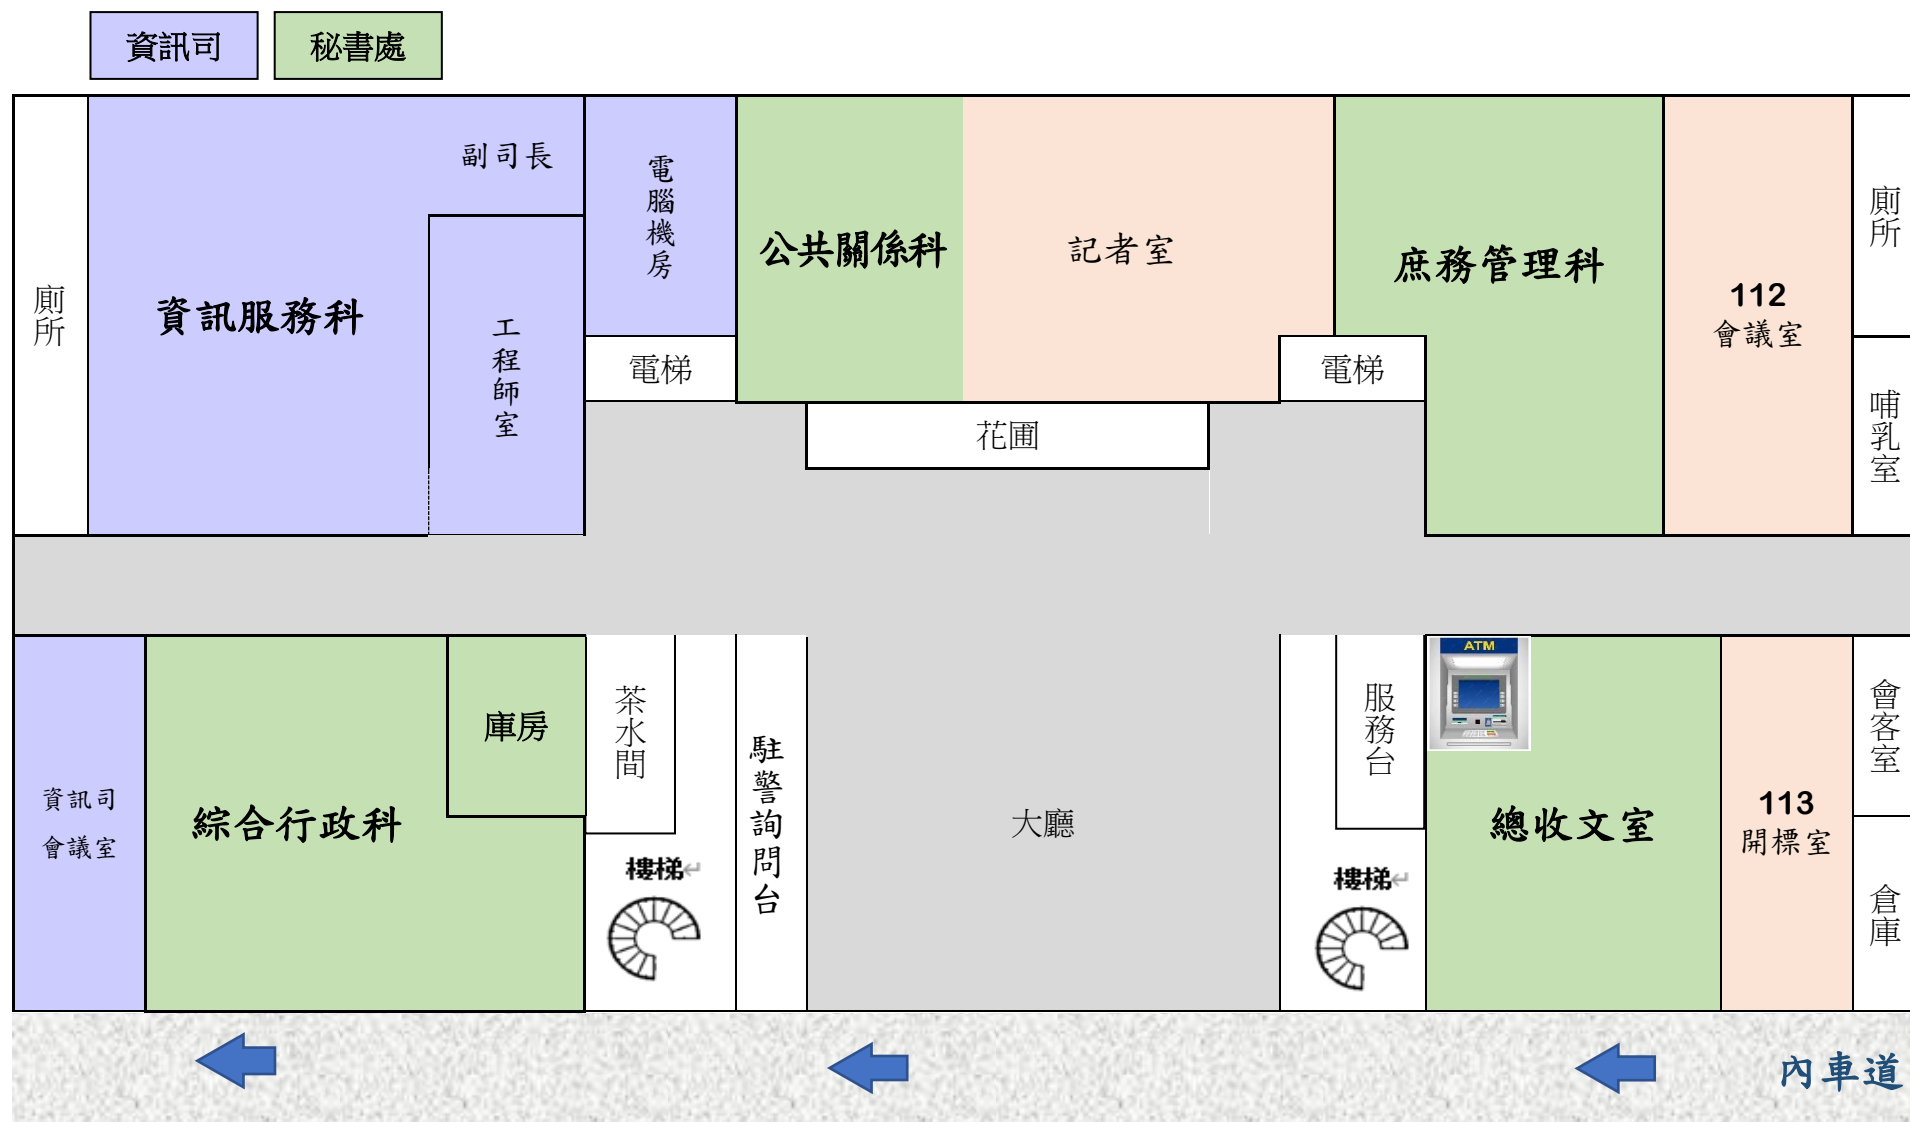 資訊司
秘書處
廁所
資訊服務科
副司長
工程師室
電腦機房
電梯
公共關係科
記者室
花圃
電梯
庶務管理科
112
會議室
廁所
哺乳室
資訊司
會議室
綜合行政科
庫房
茶水間
樓梯↵
駐警詢問台
大廳
服務台
樓梯↵
ATM
總收文室
113
開標室
會客室
倉庫
內車道